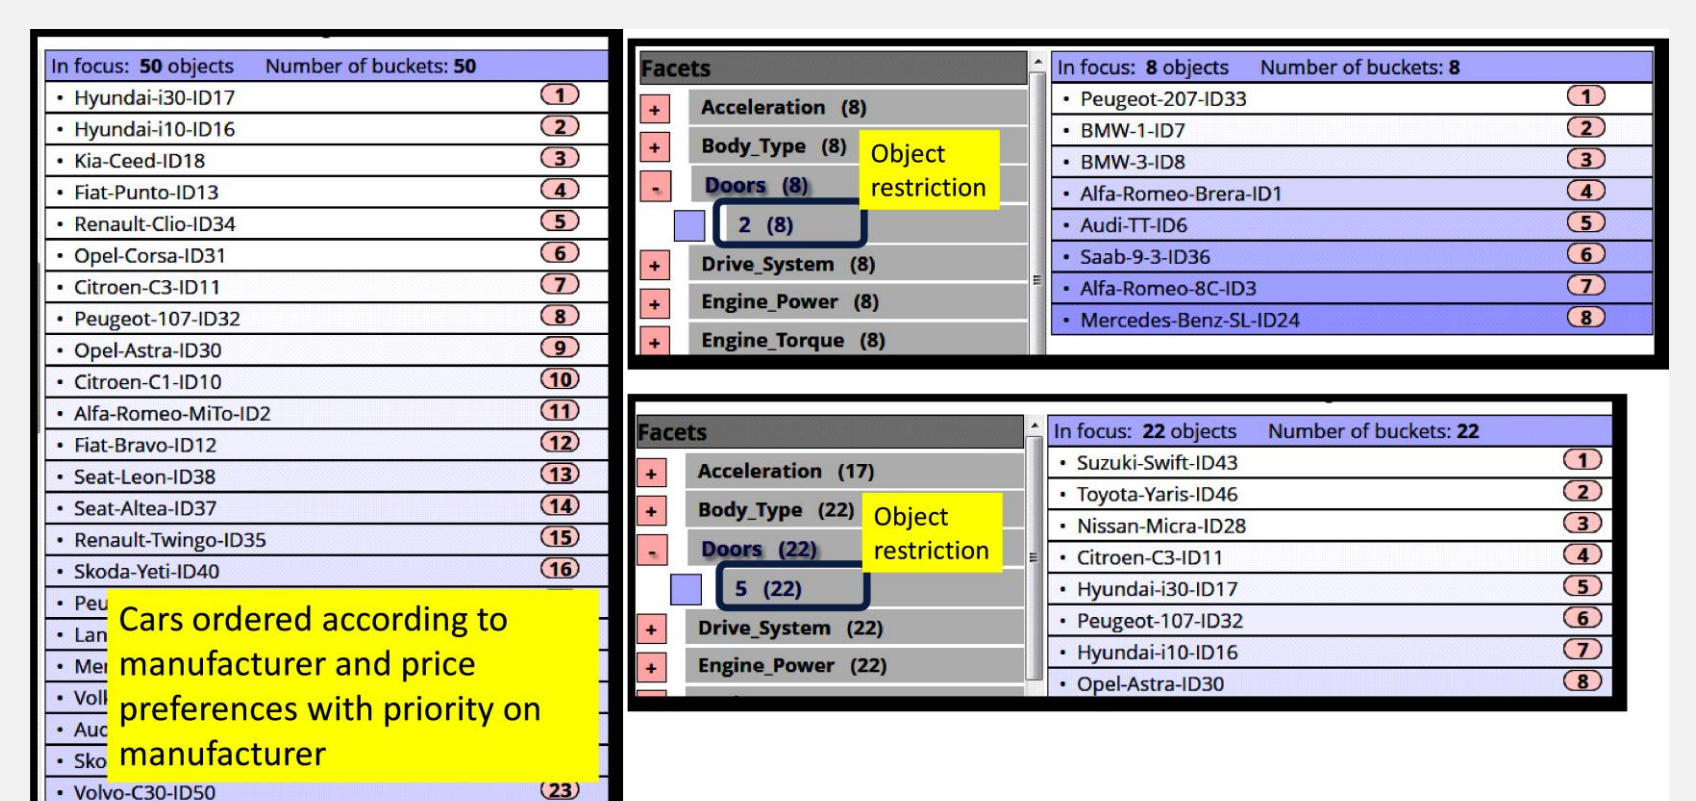 In focus: 50 objects Number of buckets: 50
• Hyundai-i30-ID17 1
• Hyundai-i10-ID16 2
• Kia-Ceed-ID18 3
• Fiat-Punto-ID13 4
• Renault-Clio-ID34 5
• Opel-Corsa-ID31 6
• Citroen-C3-ID11 7
• Peugeot-107-ID32 8
• Opel-Astra-ID30 9
• Citroen-C1-ID10 10
• Alfa-Romeo-MiTo-ID2 11
• Fiat-Bravo-ID12 12
• Seat-Leon-ID38 13
• Seat-Altea-ID37 14
• Renault-Twingo-ID35 15
• Skoda-Yeti-ID40 16
• Peu
• Lan
• Mer
• Volk
• Aud
• Sko
• Volvo-C30-ID50 23
Cars ordered according to
manufacturer and price
preferences with priority on
manufacturer
Facets
+ Acceleration (8)
+ Body_Type (8)
- Doors (8)
2 (8)
+ Drive_System (8)
+ Engine_Power (8)
+ Engine_Torque (8)
Object
restriction
In focus: 8 objects Number of buckets: 8
• Peugeot-207-ID33 1
• BMW-1-ID7 2
• BMW-3-ID8 3
• Alfa-Romeo-Brera-ID1 4
• Audi-TT-ID6 5
• Saab-9-3-ID36 6
• Alfa-Romeo-8C-ID3 7
• Mercedes-Benz-SL-ID24 8
Facets
+ Acceleration (17)
+ Body_Type (22)
- Doors (22)
5 (22)
+ Drive_System (22)
+ Engine_Power (22)
Object
restriction
In focus: 22 objects Number of buckets: 22
• Suzuki-Swift-ID43 1
• Toyota-Yaris-ID46 2
• Nissan-Micra-ID28 3
• Citroen-C3-ID11 4
• Hyundai-i30-ID17 5
• Peugeot-107-ID32 6
• Hyundai-i10-ID16 7
• Opel-Astra-ID30 8